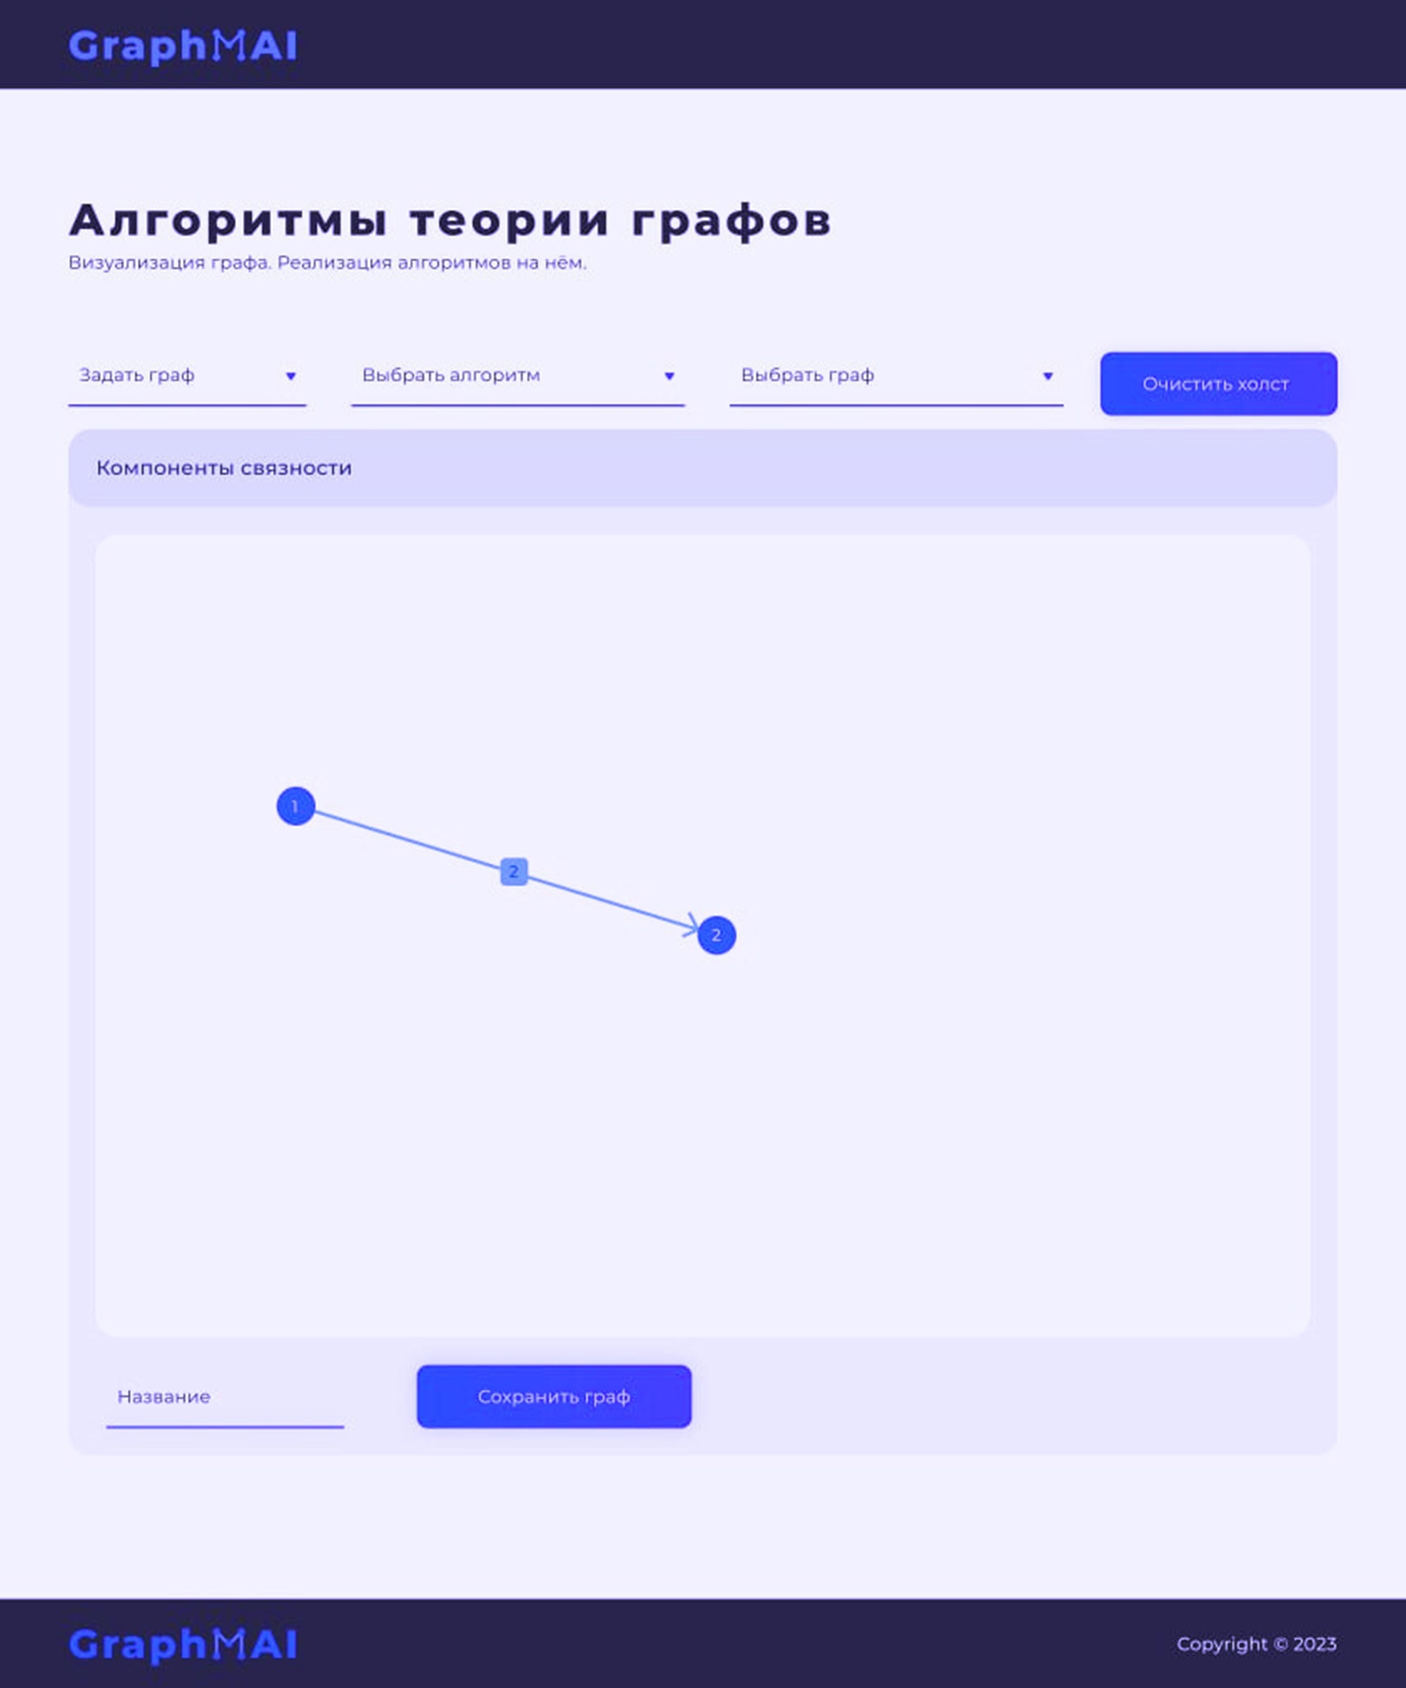 GraphMAI
Алгоритмы теории графов
Визуализация графа. Реализация алгоритмов на нём.
Задать граф
Выбрать алгоритм
Выбрать граф
Очистить холст
Компоненты связности
1
2
2
Название
Сохранить граф
GraphMAI
Copyright © 2023